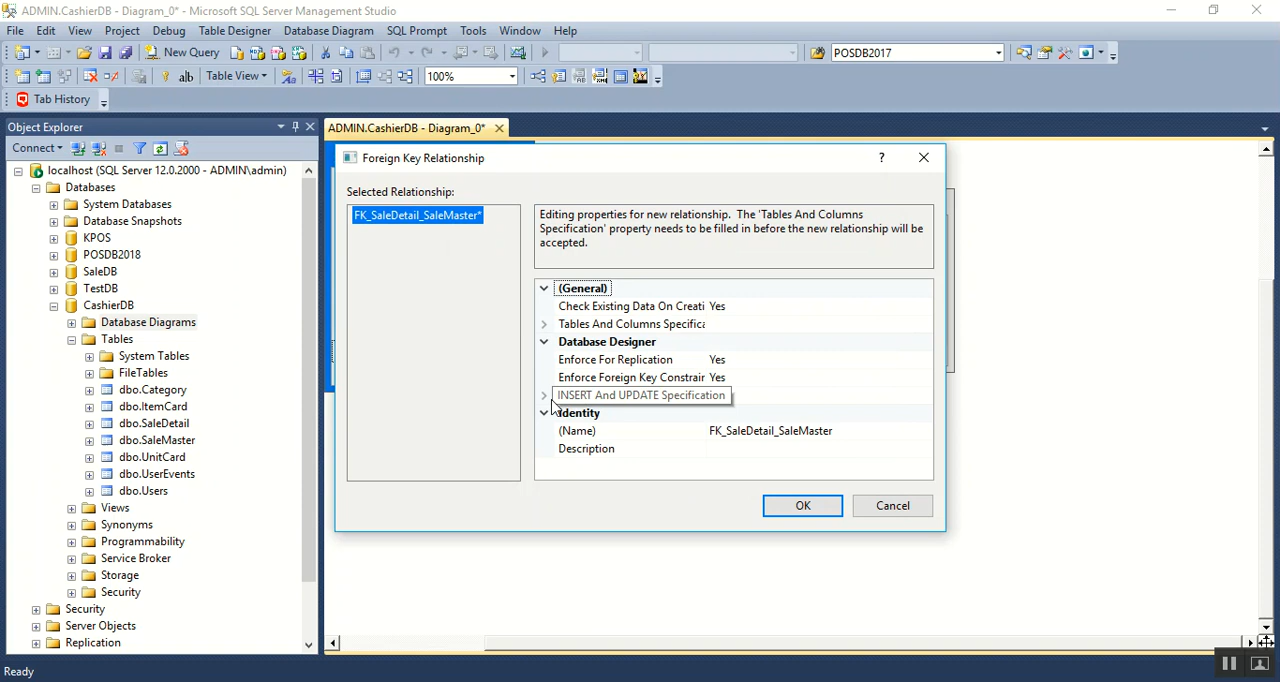 ADMIN.CashierDB - Diagram_0* - Microsoft SQL Server Management Studio
File Edit View Project Debug Table Designer Database Diagram SQL Prompt Tools Window Help
New Query POSDB2017
Table View 100%
Tab History
Object Explorer
ADMIN.CashierDB - Diagram_0*
Connect
localhost (SQL Server 12.0.2000 - ADMIN\admin)
Databases
System Databases
Database Snapshots
KPOS
POSDB2018
SaleDB
TestDB
CashierDB
Database Diagrams
Tables
System Tables
FileTables
dbo.Category
dbo.ItemCard
dbo.SaleDetail
dbo.SaleMaster
dbo.UnitCard
dbo.UserEvents
dbo.Users
Views
Synonyms
Programmability
Service Broker
Storage
Security
Security
Server Objects
Replication
Foreign Key Relationship
Selected Relationship:
FK_SaleDetail_SaleMaster*
Editing properties for new relationship. The 'Tables And Columns
Specification' property needs to be filled in before the new relationship will be
accepted.
(General)
Check Existing Data On Creati Yes
Tables And Columns Specifica
Database Designer
Enforce For Replication Yes
Enforce Foreign Key Constrair Yes
INSERT And UPDATE Specification
Identity
(Name) FK_SaleDetail_SaleMaster
Description
OK Cancel
Ready